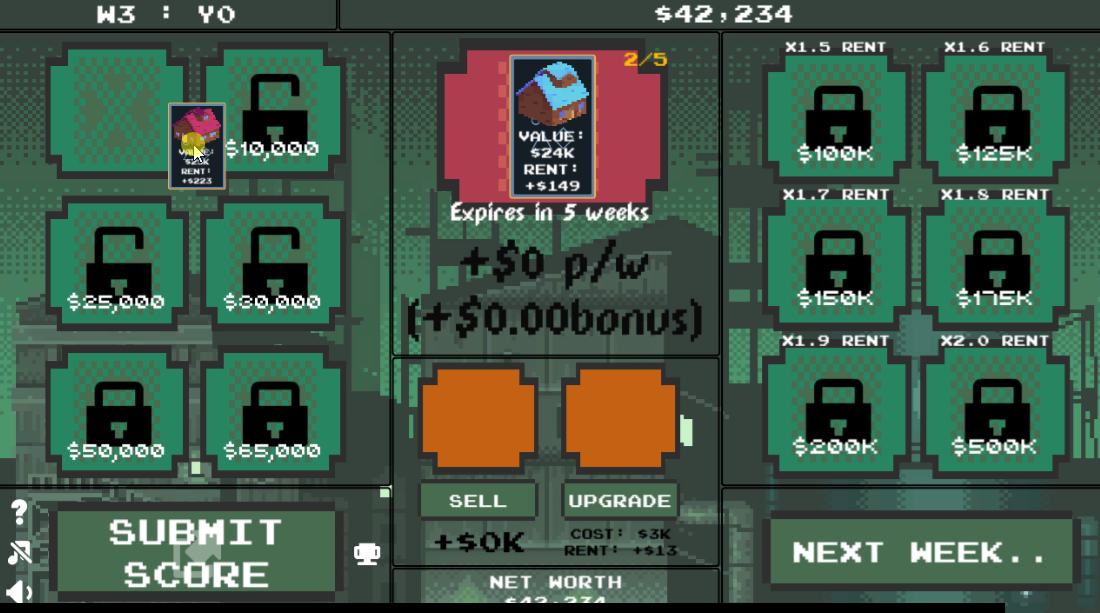 W3 : YO
$42,234
$10,000
RENT:
+$223
$25,000
$30,000
$50,000
$65,000
SUBMIT
SCORE
?
2/5
VALUE:
$24K
RENT:
+$149
Expires in 5 weeks
+$0 p/w
(+$0.00bonus)
SELL
UPGRADE
+$0K
COST: $3K
RENT: +$13
NET WORTH
$42,234
X1.5 RENT
X1.6 RENT
$100K
$125K
X1.7 RENT
X1.8 RENT
$150K
$175K
X1.9 RENT
X2.0 RENT
$200K
$500K
NEXT WEEK..